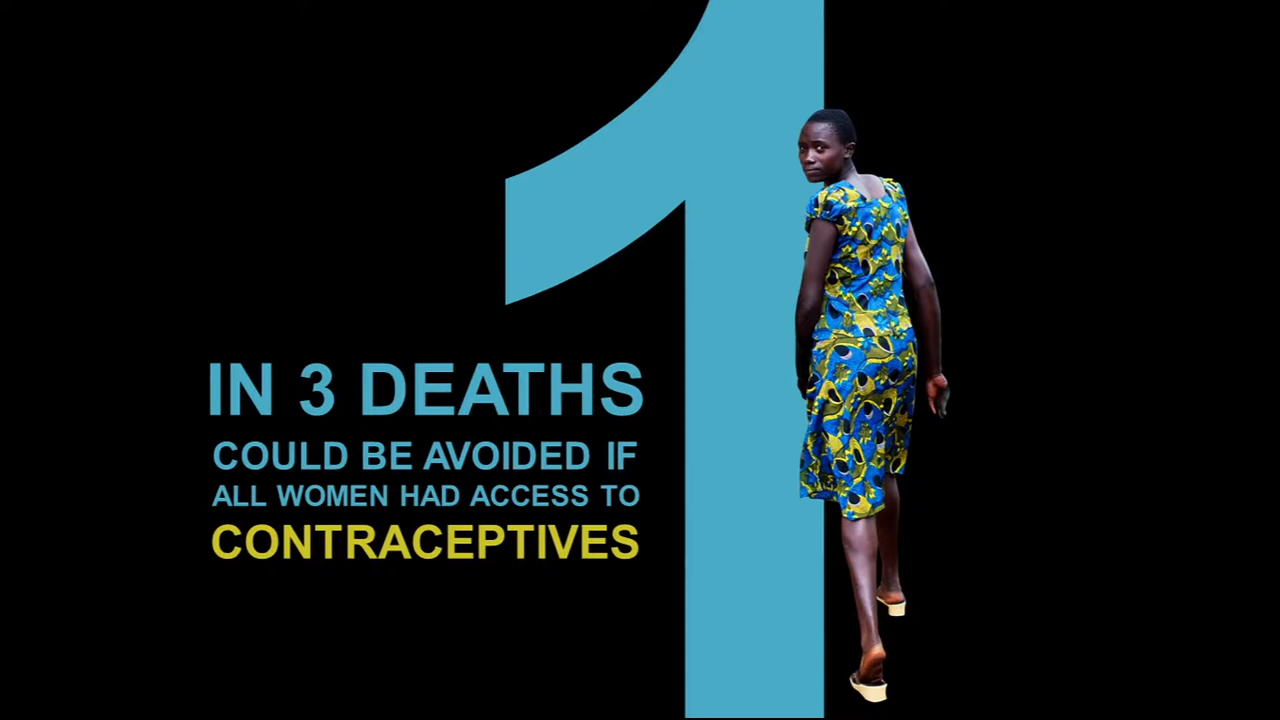 1
IN 3 DEATHS
COULD BE AVOIDED IF
ALL WOMEN HAD ACCESS TO
CONTRACEPTIVES